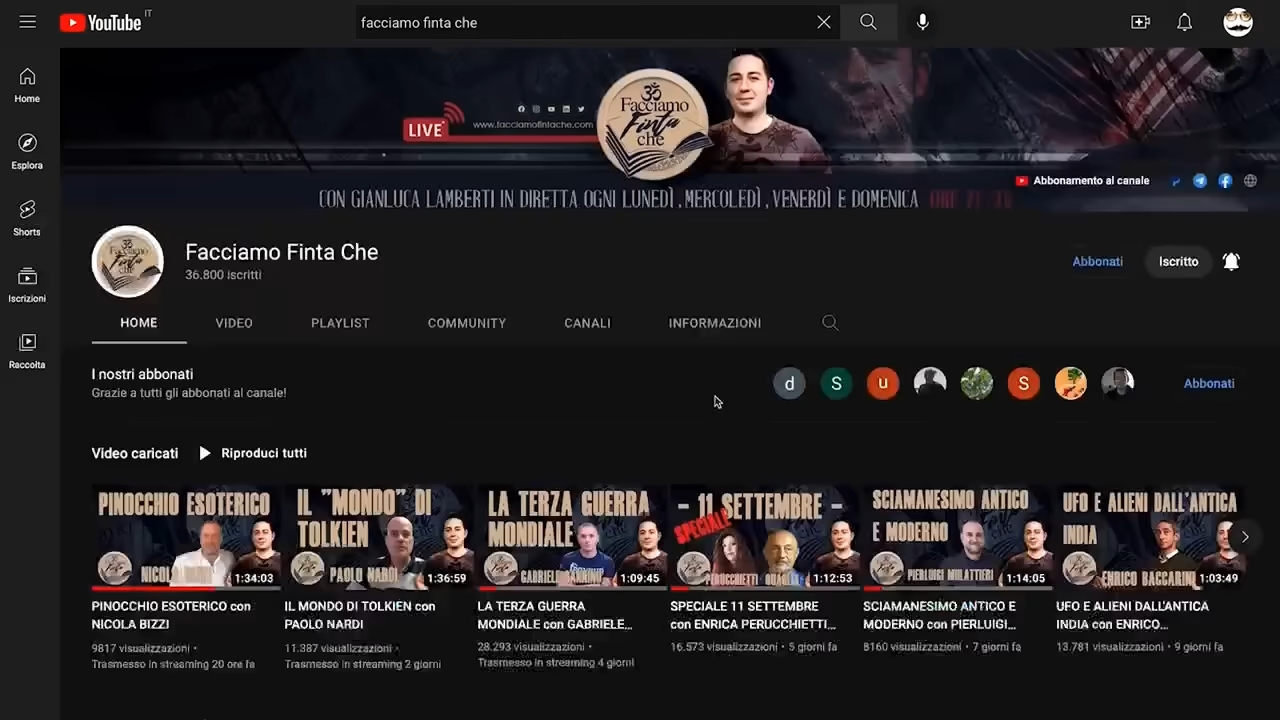 YouTube IT
facciamo finta che
Home
Esplora
Shorts
Iscrizioni
Raccolta
LIVE
www.facciamofintache.com
Facciamo
Finta
che
Abbonamento al canale
CON GIANLUCA LAMBERTI IN DIRETTA OGNI LUNEDÌ, MERCOLEDÌ, VENERDÌ E DOMENICA
Facciamo Finta Che
36.800 iscritti
Abbonati
Iscritto
HOME VIDEO PLAYLIST COMMUNITY CANALI INFORMAZIONI
I nostri abbonati
Grazie a tutti gli abbonati al canale!
d S u S
Abbonati
Video caricati Riproduci tutti
PINOCCHIO ESOTERICO
1:34:03
PINOCCHIO ESOTERICO con
NICOLA BIZZI
9817 visualizzazioni •
Trasmesso in streaming 20 ore fa
IL "MONDO" DI
TOLKIEN
PAOLO NARDI
1:36:59
IL MONDO DI TOLKIEN con
PAOLO NARDI
11.387 visualizzazioni •
Trasmesso in streaming 2 giorni
LA TERZA GUERRA
MONDIALE
1:09:45
LA TERZA GUERRA
MONDIALE con GABRIELE...
28.293 visualizzazioni •
Trasmesso in streaming 4 giorni
- 11 SETTEMBRE -
SPECIALE
1:12:53
SPECIALE 11 SETTEMBRE
con ENRICA PERUCCHIETTI...
16.573 visualizzazioni • 5 giorni fa
SCIAMANESIMO ANTICO
E MODERNO
PIERLUIGI MULATTIERI
1:14:05
SCIAMANESIMO ANTICO E
MODERNO con PIERLUIGI...
8160 visualizzazioni • 7 giorni fa
UFO E ALIENI DALL'ANTICA
INDIA
ENRICO BACCARINI
1:03:49
UFO E ALIENI DALL'ANTICA
INDIA con ENRICO...
13.781 visualizzazioni • 9 giorni fa